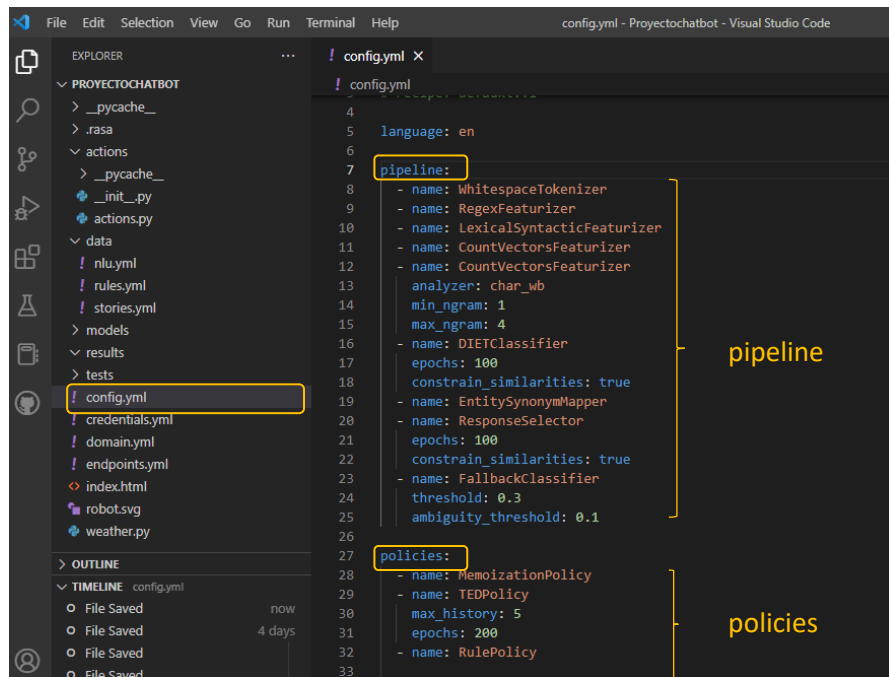 File Edit Selection View Go Run Terminal Help config.yml - Proyectochatbot - Visual Studio Code
EXPLORER
PROYECTOCHATBOT
__pycache__
.rasa
actions
__pycache__
__init__.py
actions.py
data
nlu.yml
rules.yml
stories.yml
models
results
tests
config.yml
credentials.yml
domain.yml
endpoints.yml
index.html
robot.svg
weather.py
OUTLINE
TIMELINE config.yml
File Saved now
File Saved 4 days
File Saved
File Saved
config.yml
config.yml
4
5 language: en
6
7 pipeline:
8 - name: WhitespaceTokenizer
9 - name: RegexFeaturizer
10 - name: LexicalSyntacticFeaturizer
11 - name: CountVectorsFeaturizer
12 - name: CountVectorsFeaturizer
13 analyzer: char_wb
14 min_ngram: 1
15 max_ngram: 4
16 - name: DIETClassifier
17 epochs: 100
18 constrain_similarities: true
19 - name: EntitySynonymMapper
20 - name: ResponseSelector
21 epochs: 100
22 constrain_similarities: true
23 - name: FallbackClassifier
24 threshold: 0.3
25 ambiguity_threshold: 0.1
26
27 policies:
28 - name: MemoizationPolicy
29 - name: TEDPolicy
30 max_history: 5
31 epochs: 200
32 - name: RulePolicy
33
pipeline
policies